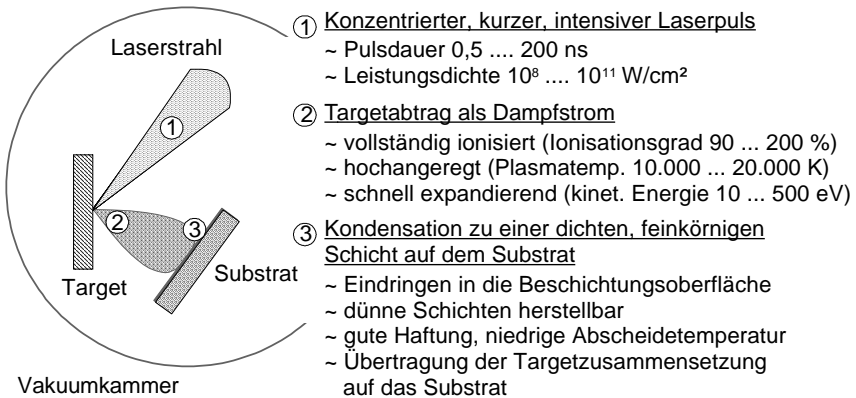 Laserstrahl
1
2
3
Target
Substrat
Vakuumkammer
1 Konzentrierter, kurzer, intensiver Laserpuls
~ Pulsdauer 0,5 .... 200 ns
~ Leistungsdichte 10⁸ .... 10¹¹ W/cm²
2 Targetabtrag als Dampfstrom
~ vollständig ionisiert (Ionisationsgrad 90 ... 200 %)
~ hochangeregt (Plasmatemp. 10.000 ... 20.000 K)
~ schnell expandierend (kinet. Energie 10 ... 500 eV)
3 Kondensation zu einer dichten, feinkörnigen
Schicht auf dem Substrat
~ Eindringen in die Beschichtungsoberfläche
~ dünne Schichten herstellbar
~ gute Haftung, niedrige Abscheidetemperatur
~ Übertragung der Targetzusammensetzung
auf das Substrat